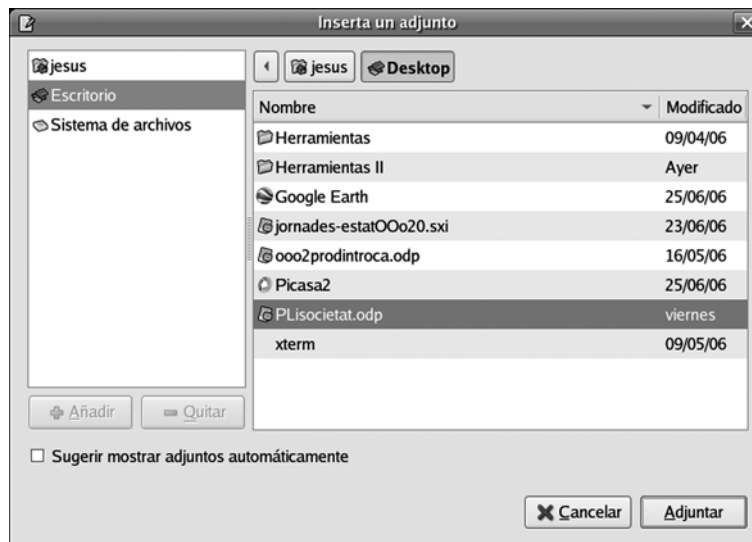 Inserta un adjunto
jesus
Escritorio
Sistema de archivos
Añadir
Quitar
jesus
Desktop
Nombre Modificado
Herramientas 09/04/06
Herramientas II Ayer
Google Earth 25/06/06
jornades-estatOOo20.sxi 23/06/06
ooo2prodintroca.odp 16/05/06
Picasa2 25/06/06
PLisocietat.odp viernes
xterm 09/05/06
Sugerir mostrar adjuntos automáticamente
Cancelar
Adjuntar